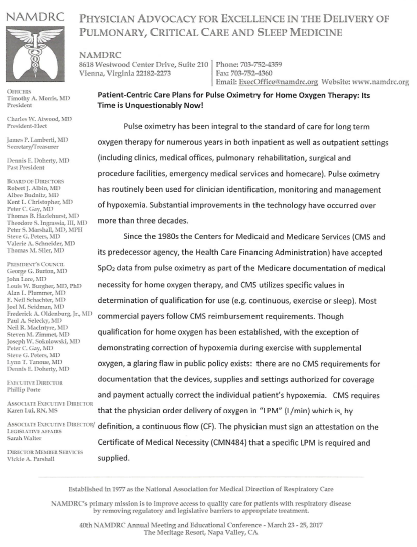 NAMDRC
PHYSICIAN ADVOCACY FOR EXCELLENCE IN THE DELIVERY OF
PULMONARY, CRITICAL CARE AND SLEEP MEDICINE
NAMDRC
8618 Westwood Center Drive, Suite 210
Vienna, Virginia 22182-2273
Phone: 703-752-4359
Fax: 703-752-4360
Email: ExecOffice@namdrc.org Website: www.namdrc.org
OFFICERS
Timothy A. Morris, MD
President
Charles W. Atwood, MD
President-Elect
James P. Lamberti, MD
Secretary/Treasurer
Dennis E. Doherty, MD
Past President
BOARD OF DIRECTORS
Robert J. Albin, MD
Albee Budnitz, MD
Kent L. Christopher, MD
Peter C. Gay, MD
Thomas B. Hazlehurst, MD
Theodore S. Ingrassia, III, MD
Peter S. Marshall, MD, MPH
Steve G. Peters, MD
Valerie A. Schneider, MD
Thomas M. Siler, MD
PRESIDENT'S COUNCIL
George G. Burton, MD
John Lore, MD
Louis W. Burgher, MD, PhD
Alan L. Plummer, MD
E. Neil Schachter, MD
Joel M. Seidman, MD
Frederick A. Oldenburg, Jr., MD
Paul A. Selecky, MD
Neil R. MacIntyre, MD
Steven M. Zimmet, MD
Joseph W. Sokolowski, MD
Peter C. Gay, MD
Steve G. Peters, MD
Lynn T. Tanoue, MD
Dennis E. Doherty, MD
EXECUTIVE DIRECTOR
Phillip Porte
ASSOCIATE EXECUTIVE DIRECTOR
Karen Lui, RN, MS
ASSOCIATE EXECUTIVE DIRECTOR/
LEGISLATIVE AFFAIRS
Sarah Walter
DIRECTOR MEMBER SERVICES
Vickie A. Parshall
Patient-Centric Care Plans for Pulse Oximetry for Home Oxygen Therapy: Its
Time is Unquestionably Now!
Pulse oximetry has been integral to the standard of care for long term
oxygen therapy for numerous years in both inpatient as well as outpatient settings
(including clinics, medical offices, pulmonary rehabilitation, surgical and
procedure facilities, emergency medical services and homecare). Pulse oximetry
has routinely been used for clinician identification, monitoring and management
of hypoxemia. Substantial improvements in the technology have occurred over
more than three decades.
Since the 1980s the Centers for Medicaid and Medicare Services (CMS and
its predecessor agency, the Health Care Financing Administration) have accepted
SpO₂ data from pulse oximetry as part of the Medicare documentation of medical
necessity for home oxygen therapy, and CMS utilizes specific values in
determination of qualification for use (e.g. continuous, exercise or sleep). Most
commercial payers follow CMS reimbursement requirements. Though
qualification for home oxygen has been established, with the exception of
demonstrating correction of hypoxemia during exercise with supplemental
oxygen, a glaring flaw in public policy exists: there are no CMS requirements for
documentation that the devices, supplies and settings authorized for coverage
and payment actually correct the individual patient's hypoxemia. CMS requires
that the physician order delivery of oxygen in "LPM" (l/min) which is, by
definition, a continuous flow (CF). The physician must sign an attestation on the
Certificate of Medical Necessity (CMN484) that a specific LPM is required and
supplied.
Established in 1977 as the National Association for Medical Direction of Respiratory Care
NAMDRC's primary mission is to improve access to quality care for patients with respiratory disease
by removing regulatory and legislative barriers to appropriate treatment.
40th NAMDRC Annual Meeting and Educational Conference - March 23 - 25, 2017
The Meritage Resort, Napa Valley, CA.